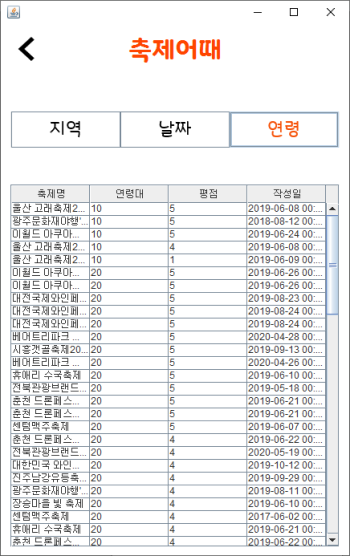 축제어때
지역 날짜 연령
축제명 연령대 평점 작성일
울산 고래축제2... 10 5 2019-06-08 00:...
광주문화재야행'... 10 5 2018-08-12 00:...
이월드 아쿠아... 10 5 2019-06-24 00:...
울산 고래축제2... 10 4 2019-06-08 00:...
울산 고래축제2... 10 1 2019-06-09 00:...
이월드 아쿠아... 20 5 2019-06-26 00:...
이월드 아쿠아... 20 5 2019-06-26 00:...
대전국제와인페... 20 5 2019-08-23 00:...
대전국제와인페... 20 5 2019-08-24 00:...
대전국제와인페... 20 5 2019-08-24 00:...
베어트리파크 ... 20 5 2020-04-28 00:...
시흥갯골축제20... 20 5 2019-09-13 00:...
베어트리파크 ... 20 5 2020-04-26 00:...
휴애리 수국축제 20 5 2019-05-10 00:...
전북관광브랜드... 20 5 2019-05-18 00:...
춘천 드론페스... 20 5 2019-06-21 00:...
춘천 드론페스... 20 5 2019-06-21 00:...
센텀맥주축제 20 5 2019-06-07 00:...
춘천 드론페스... 20 4 2019-06-22 00:...
전북관광브랜드... 20 4 2020-05-19 00:...
대한민국 와인... 20 4 2019-10-12 00:...
진주남강유등축... 20 4 2019-09-29 00:...
광주문화재야행'... 20 4 2019-08-11 00:...
장승마을 빛 축제 20 4 2019-06-10 00:...
센텀맥주축제 20 4 2017-06-02 00:...
휴애리 수국축제 20 4 2019-06-21 00:...
춘천 드론페스... 20 4 2019-06-22 00:...